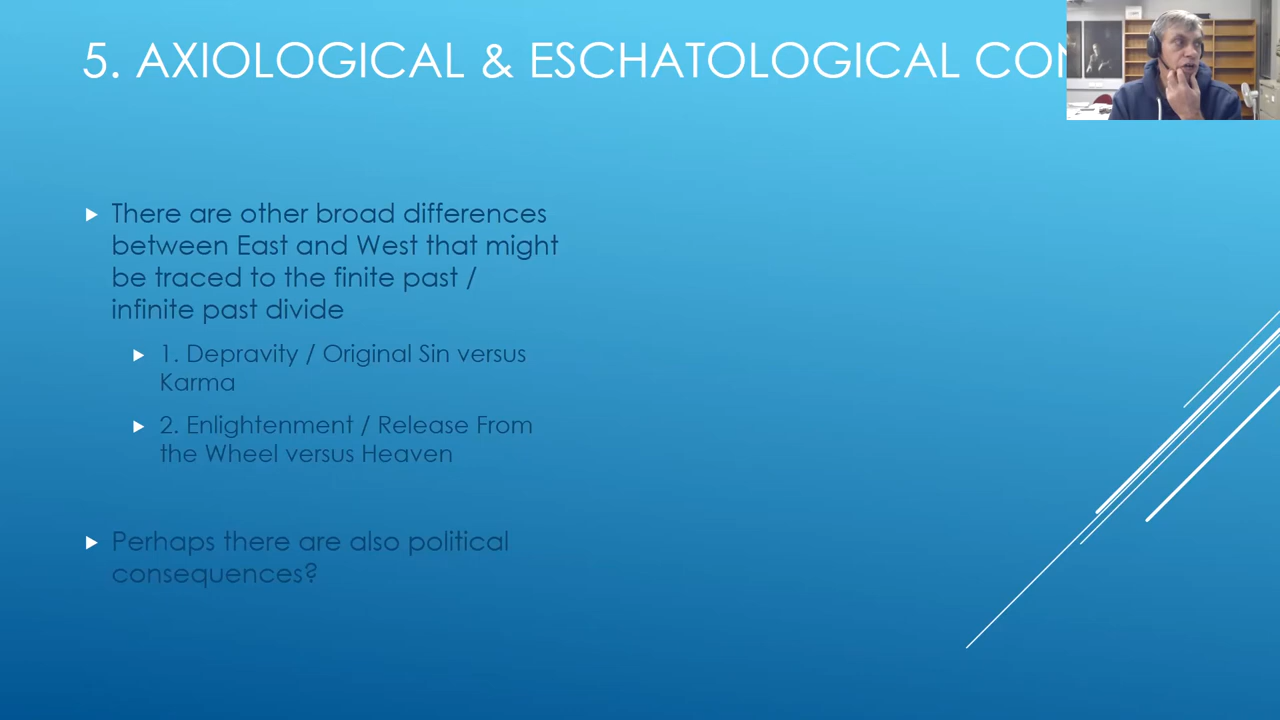 5. AXIOLOGICAL & ESCHATOLOGICAL
There are other broad differences
between East and West that might
be traced to the finite past /
infinite past divide
1. Depravity / Original Sin versus
Karma
2. Enlightenment / Release From
the Wheel versus Heaven
Perhaps there are also political
consequences?